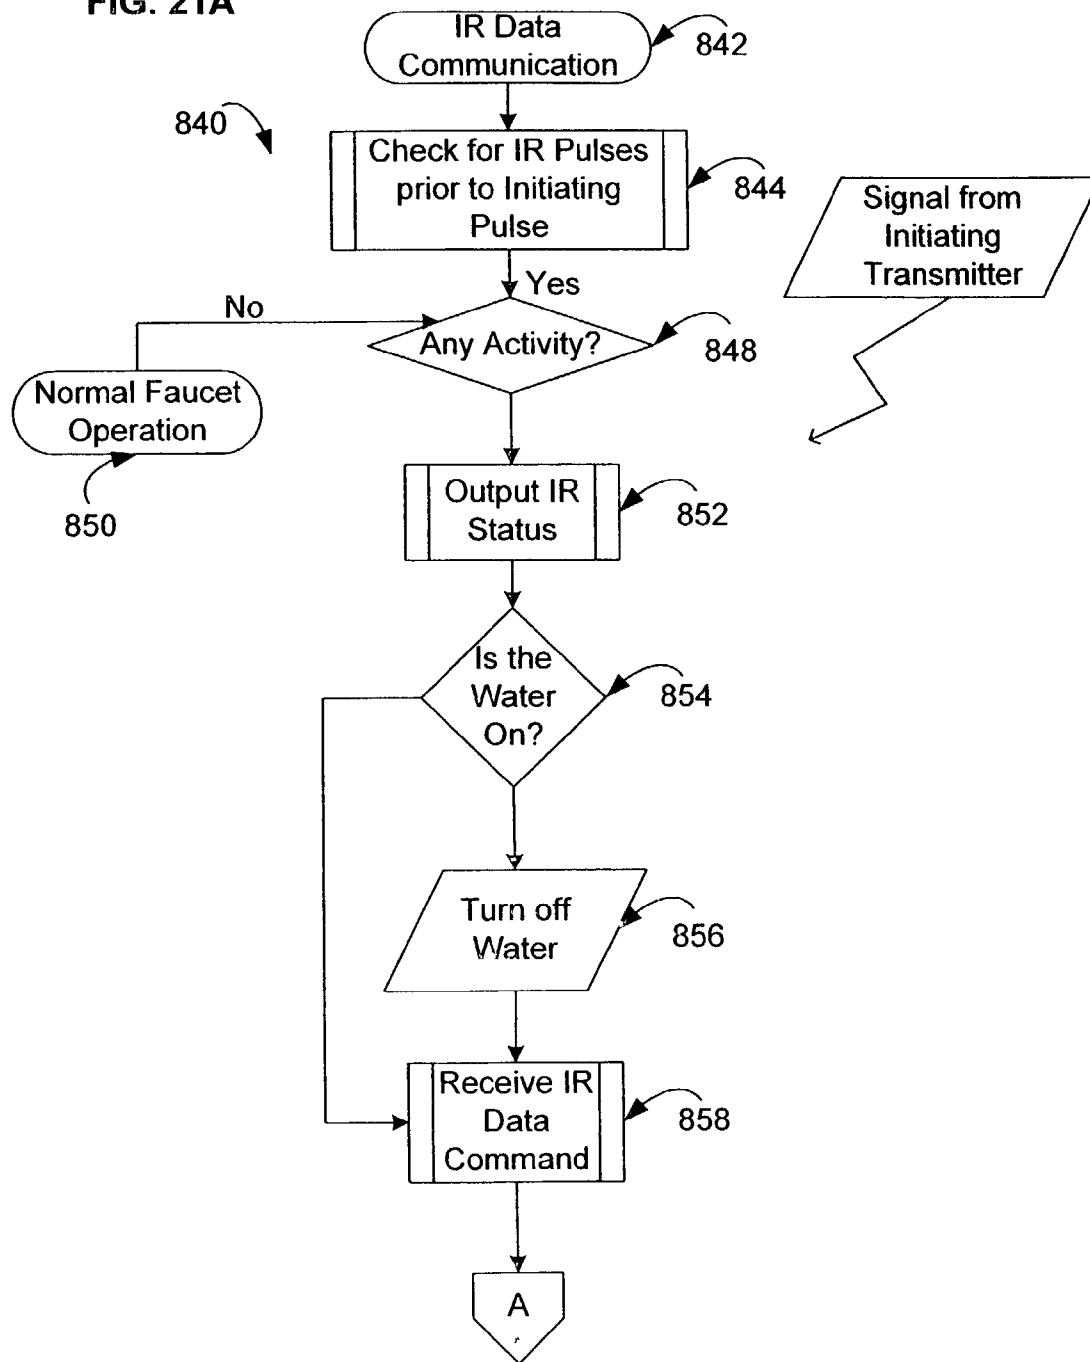 FIG. 21A
IR Data
Communication
842
840
Check for IR Pulses
prior to Initiating
Pulse
844
Signal from
Initiating
Transmitter
Yes
No
Any Activity?
848
Normal Faucet
Operation
850
Output IR
Status
852
Is the
Water
On?
854
Turn off
Water
856
Receive IR
Data
Command
858
A